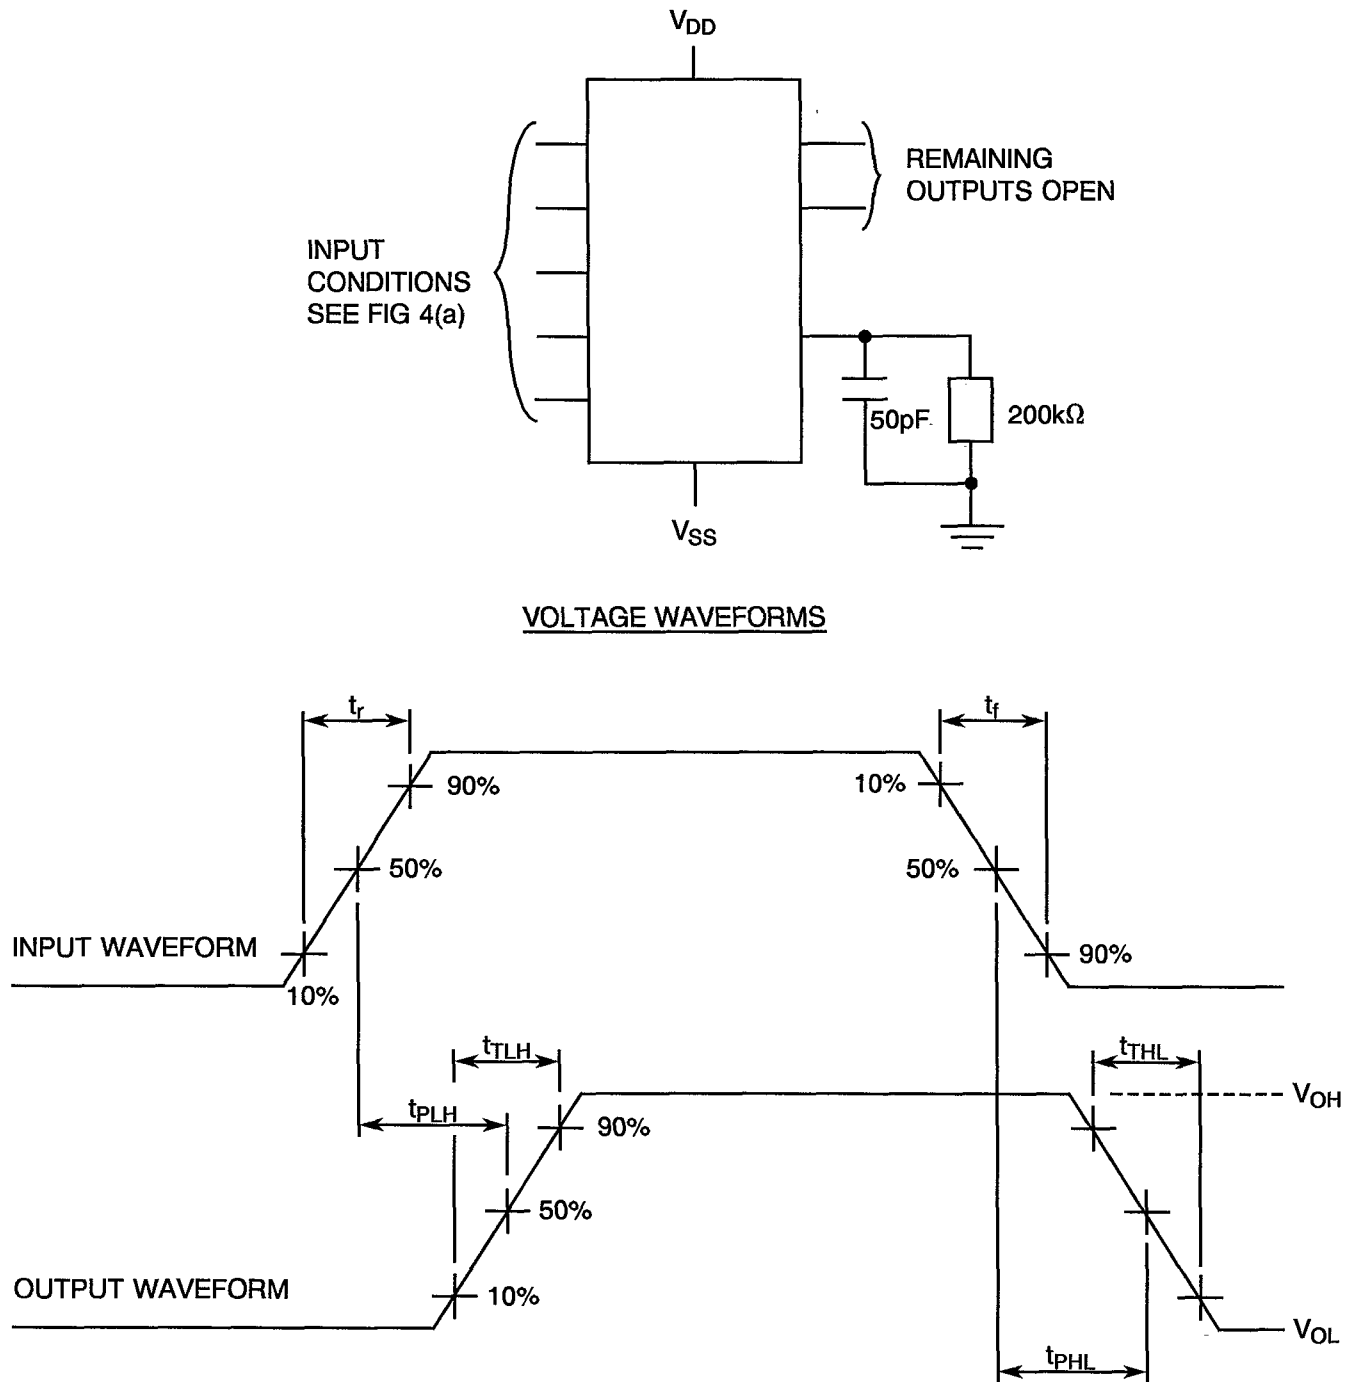 VDD
REMAINING
OUTPUTS OPEN
INPUT
CONDITIONS
SEE FIG 4(a)
50pF
200kΩ
VSS
VOLTAGE WAVEFORMS
tr
tf
90%
10%
50%
50%
INPUT WAVEFORM
90%
10%
tTLH
tTHL
VOH
tPLH
90%
50%
OUTPUT WAVEFORM
10%
VOL
tPHL